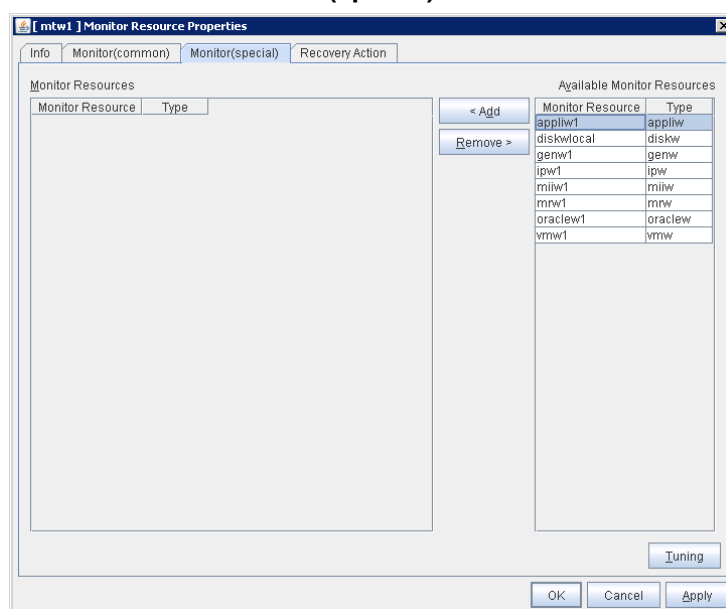 [ mtw1 ] Monitor Resource Properties
Info Monitor(common) Monitor(special) Recovery Action
Monitor Resources Available Monitor Resources
Monitor Resource Type < Add Monitor Resource Type
appliw1 appliw
Remove > diskwlocal diskw
genw1 genw
ipw1 ipw
miiw1 miiw
mrw1 mrw
oraclew1 oraclew
vmw1 vmw
Tuning
OK Cancel Apply